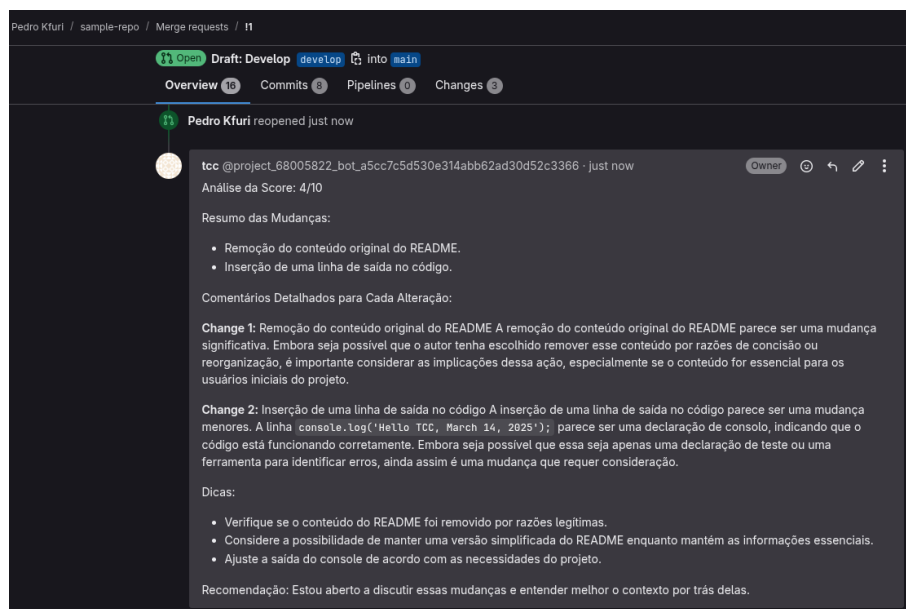 Pedro Kfuri / sample-repo / Merge requests / !1
Open Draft: Develop develop into main
Overview 16 Commits 8 Pipelines 0 Changes 3
Pedro Kfuri reopened just now
tcc @project_68005822_bot_a5cc7c5d530e314abb62ad30d52c3366 · just now Owner
Análise da Score: 4/10
Resumo das Mudanças:
• Remoção do conteúdo original do README.
• Inserção de uma linha de saída no código.
Comentários Detalhados para Cada Alteração:
Change 1: Remoção do conteúdo original do README A remoção do conteúdo original do README parece ser uma mudança
significativa. Embora seja possível que o autor tenha escolhido remover esse conteúdo por razões de concisão ou
reorganização, é importante considerar as implicações dessa ação, especialmente se o conteúdo for essencial para os
usuários iniciais do projeto.
Change 2: Inserção de uma linha de saída no código A inserção de uma linha de saída no código parece ser uma mudança
menores. A linha console.log('Hello TCC, March 14, 2025'); parece ser uma declaração de consolo, indicando que o
código está funcionando corretamente. Embora seja possível que essa seja apenas uma declaração de teste ou uma
ferramenta para identificar erros, ainda assim é uma mudança que requer consideração.
Dicas:
• Verifique se o conteúdo do README foi removido por razões legítimas.
• Considere a possibilidade de manter uma versão simplificada do README enquanto mantém as informações essenciais.
• Ajuste a saída do console de acordo com as necessidades do projeto.
Recomendação: Estou aberto a discutir essas mudanças e entender melhor o contexto por trás delas.